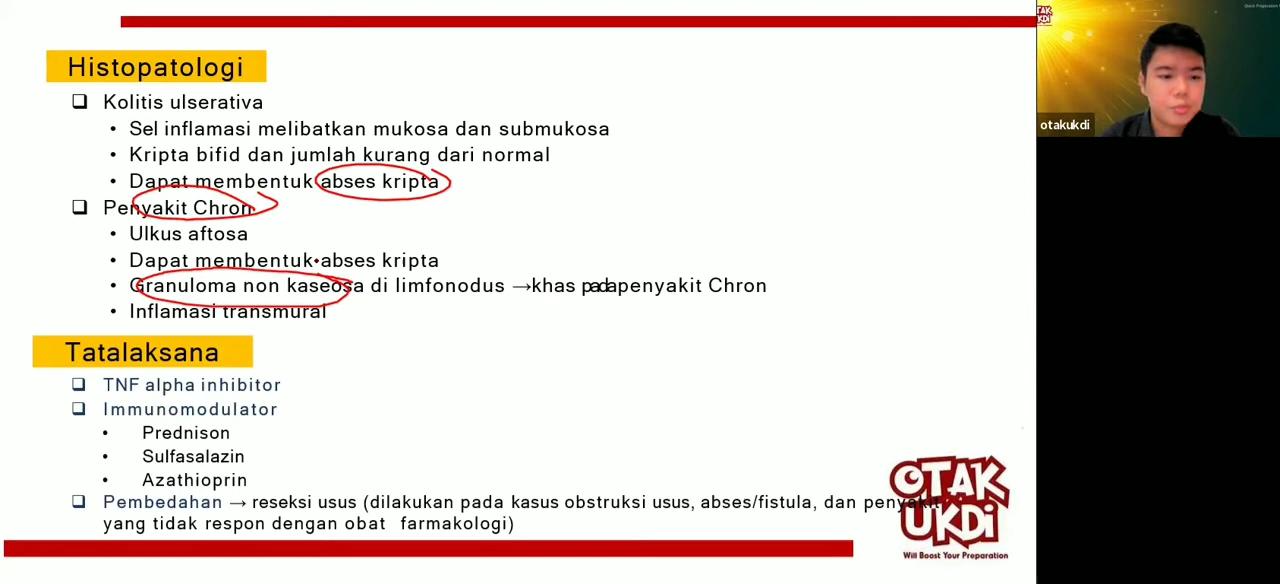 Histopatologi
❑ Kolitis ulserativa
• Sel inflamasi melibatkan mukosa dan submukosa
• Kripta bifid dan jumlah kurang dari normal
• Dapat membentuk abses kripta
❑ Penyakit Chron
• Ulkus aftosa
• Dapat membentuk abses kripta
• Granuloma non kaseosa di limfonodus → khas pada penyakit Chron
• Inflamasi transmural
Tatalaksana
❑ TNF alpha inhibitor
❑ Immunomodulator
• Prednison
• Sulfasalazin
• Azathioprin
❑ Pembedahan → reseksi usus (dilakukan pada kasus obstruksi usus, abses/fistula, dan penyakit
yang tidak respon dengan obat farmakologi)
OTAK
UKDI
Will Boost Your Preparation
otakukdi